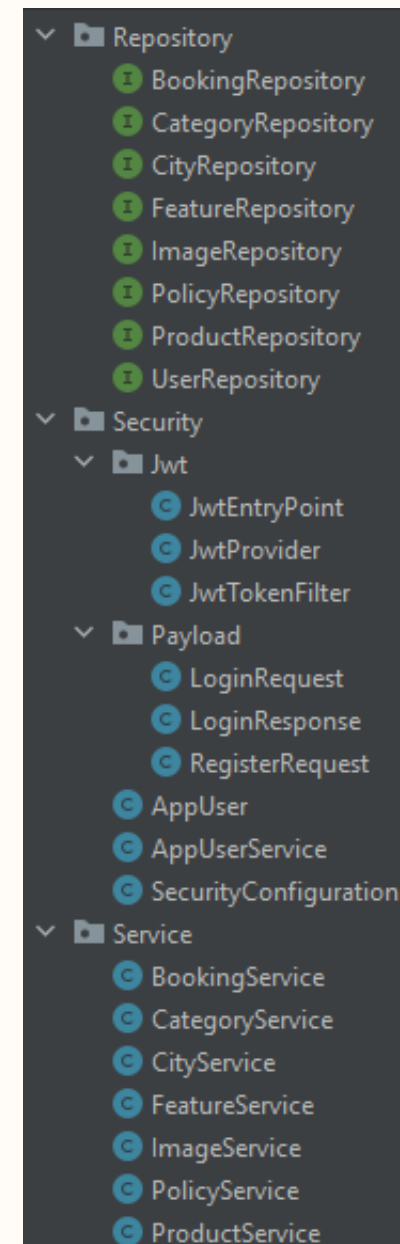 Repository
I BookingRepository
I CategoryRepository
I CityRepository
I FeatureRepository
I ImageRepository
I PolicyRepository
I ProductRepository
I UserRepository
Security
Jwt
C JwtEntryPoint
C JwtProvider
C JwtTokenFilter
Payload
C LoginRequest
C LoginResponse
C RegisterRequest
C AppUser
C AppUserService
C SecurityConfiguration
Service
C BookingService
C CategoryService
C CityService
C FeatureService
C ImageService
C PolicyService
C ProductService